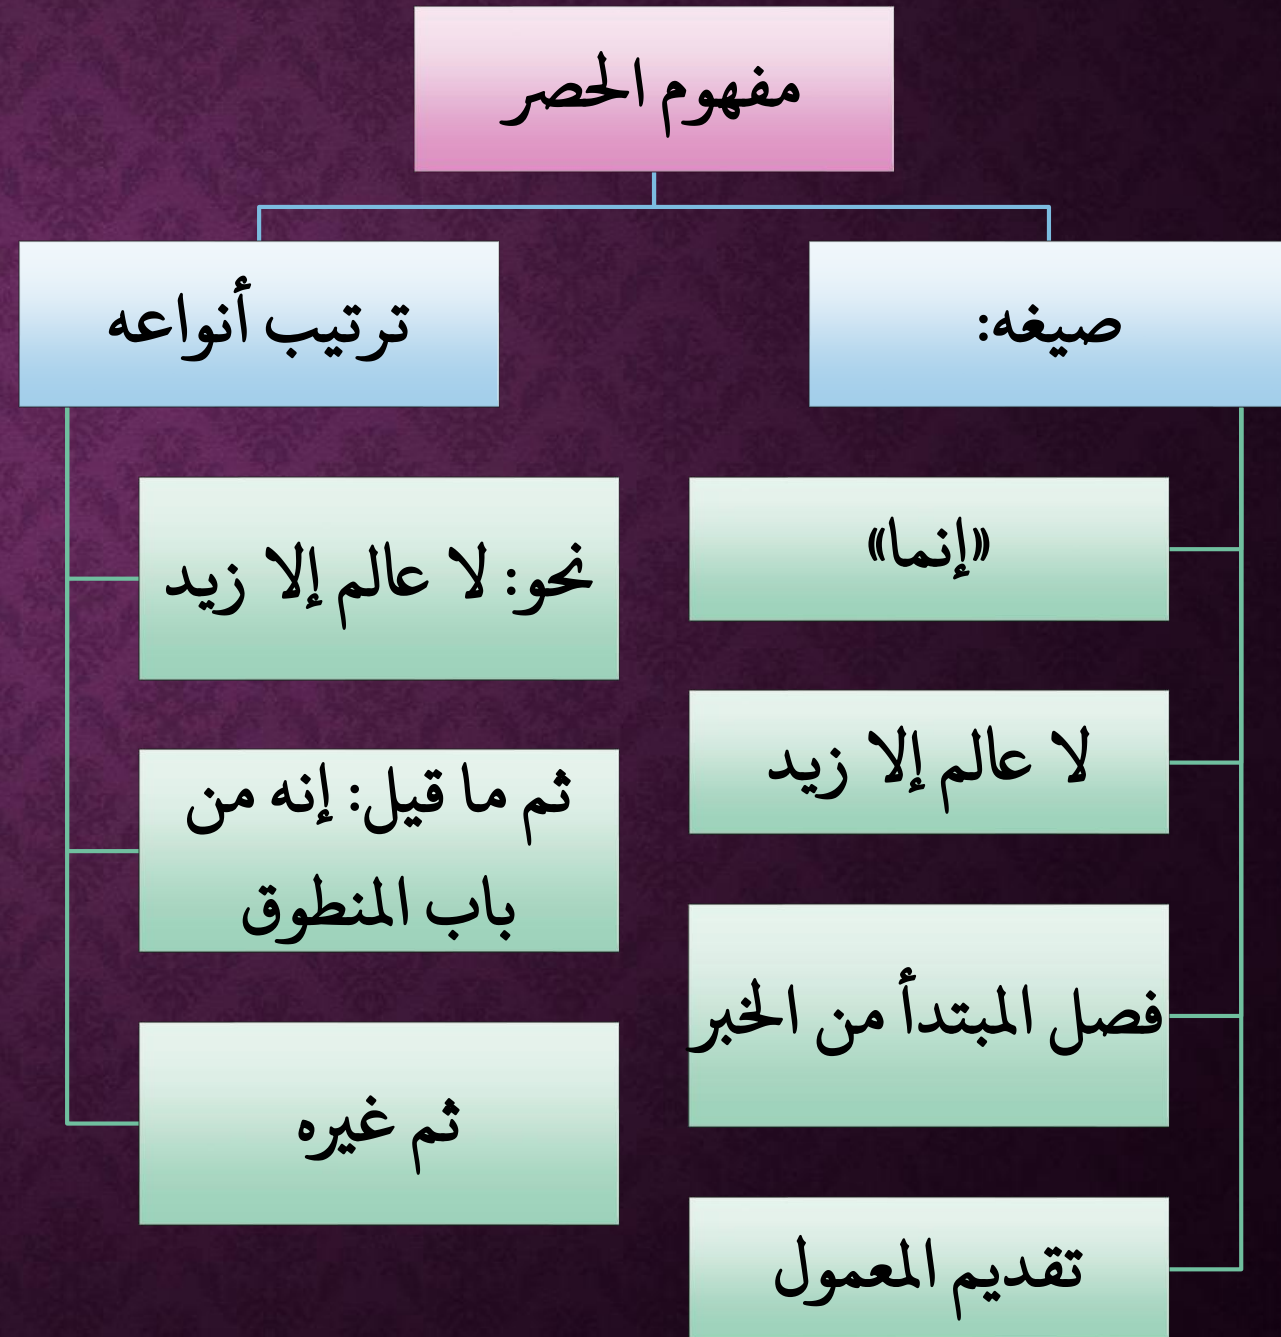 مفهوم الحصر
صيغه:
«إنما»
لا عالم إلا زيد
فصل المبتدأ من الخبر
تقديم المعمول
ترتيب أنواعه
نحو: لا عالم إلا زيد
ثم ما قيل: إنه من
باب المنطوق
ثم غيره